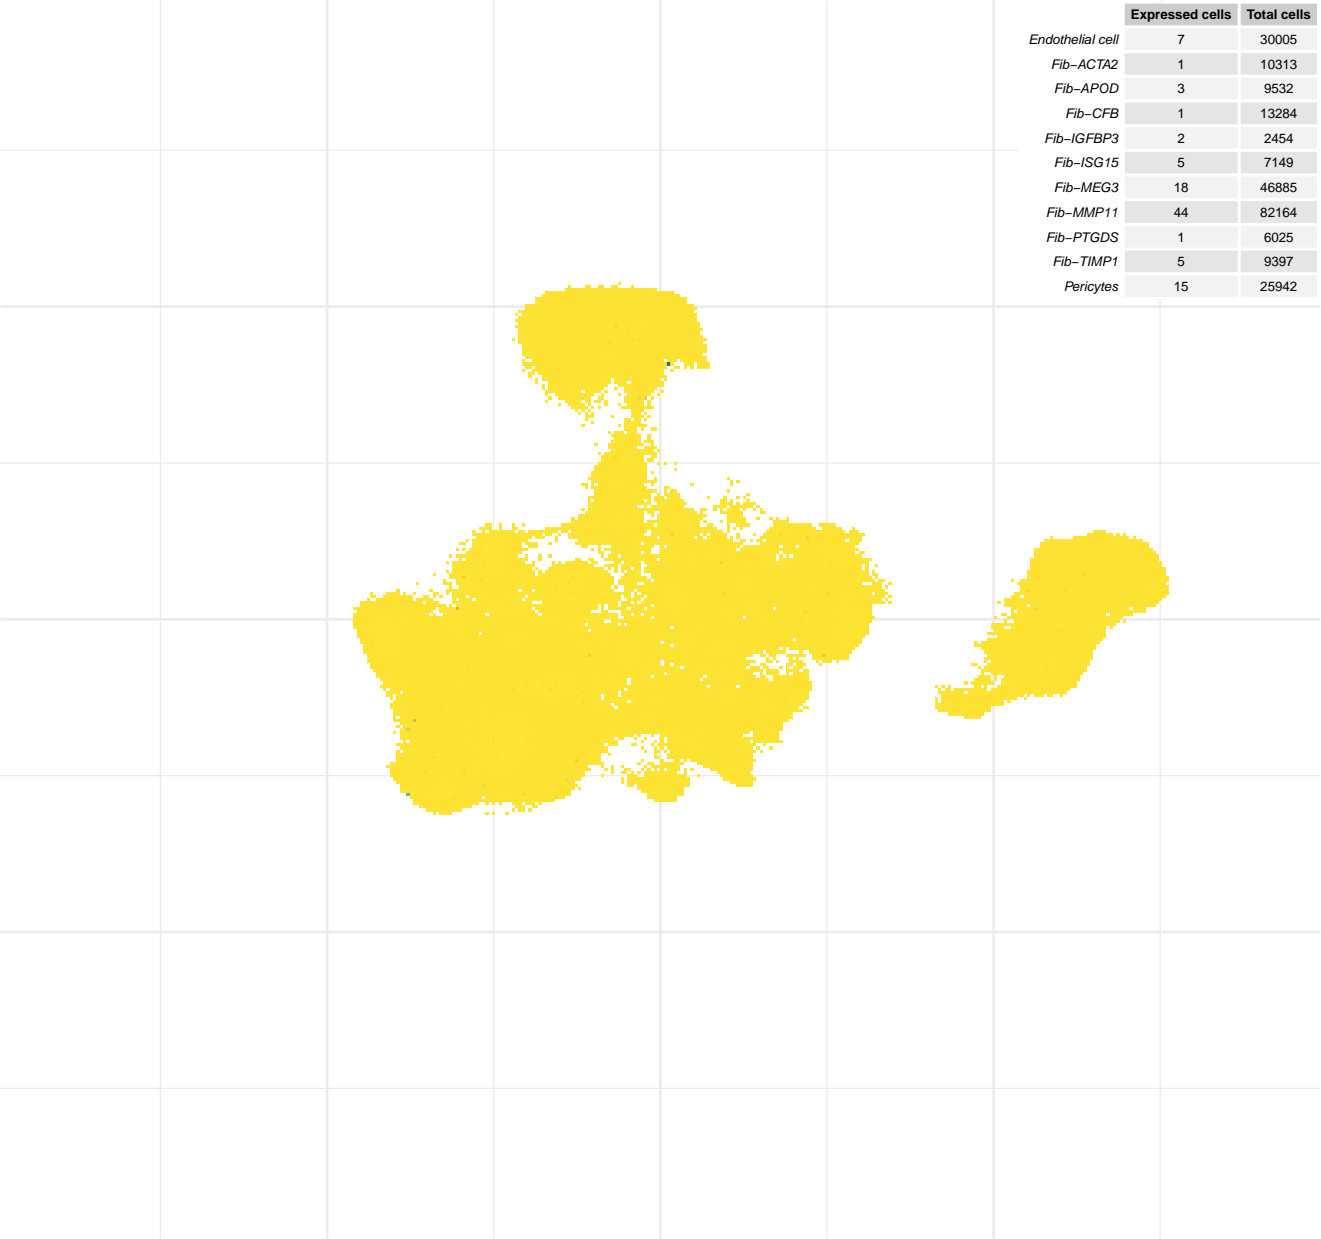 Expressed cells Total cells
Endothelial cell 7 30005
Fib−ACTA2 1 10313
Fib−APOD 3 9532
Fib−CFB 1 13284
Fib−IGFBP3 2 2454
Fib−ISG15 5 7149
Fib−MEG3 18 46885
Fib−MMP11 44 82164
Fib−PTGDS 1 6025
Fib−TIMP1 5 9397
Pericytes 15 25942